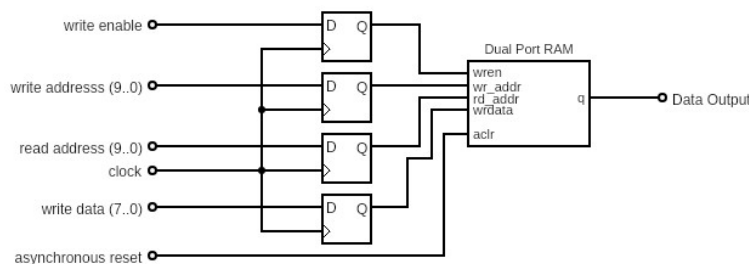 write enable
D Q
Dual Port RAM
wren
write addresss (9..0)
D Q
wr_addr
rd_addr
q
Data Output
wrdata
read address (9..0)
D Q
aclr
clock
write data (7..0)
D Q
asynchronous reset